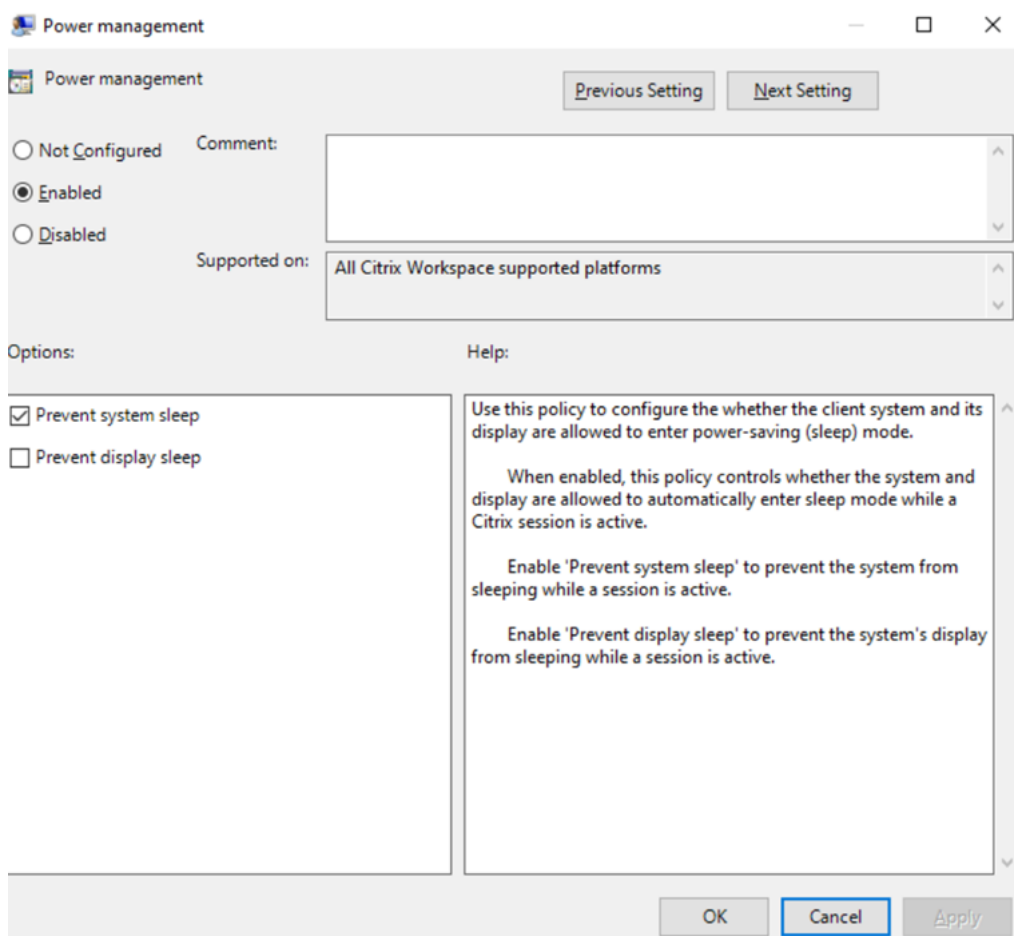 Power management
Power management
Previous Setting
Next Setting
Not Configured
Comment:
Enabled
Disabled
Supported on:
All Citrix Workspace supported platforms
Options:
Help:
Prevent system sleep
Prevent display sleep
Use this policy to configure the whether the client system and its
display are allowed to enter power-saving (sleep) mode.
When enabled, this policy controls whether the system and
display are allowed to automatically enter sleep mode while a
Citrix session is active.
Enable 'Prevent system sleep' to prevent the system from
sleeping while a session is active.
Enable 'Prevent display sleep' to prevent the system's display
from sleeping while a session is active.
OK
Cancel
Apply